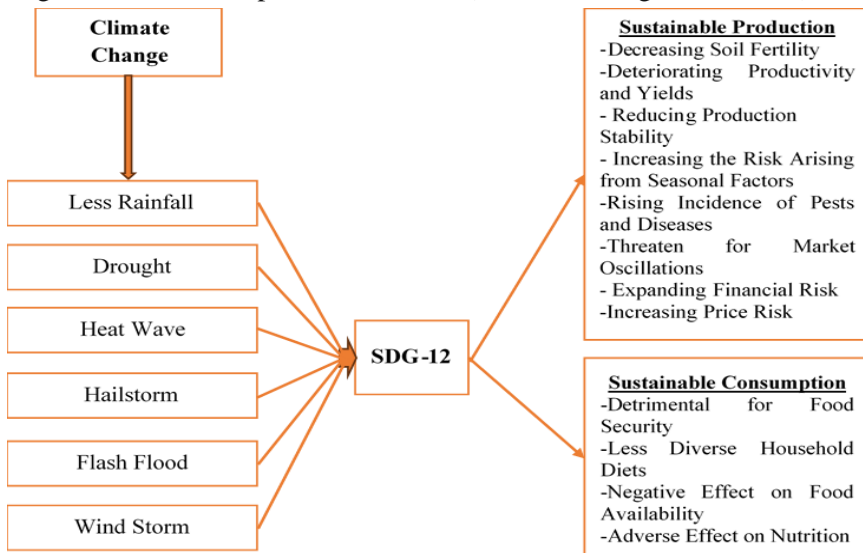 Climate
Change
Less Rainfall
Drought
Heat Wave
Hailstorm
Flash Flood
Wind Storm
SDG-12
Sustainable Production
-Decreasing Soil Fertility
-Deteriorating Productivity
and Yields
- Reducing Production
Stability
- Increasing the Risk Arising
from Seasonal Factors
-Rising Incidence of Pests
and Diseases
-Threaten for Market
Oscillations
- Expanding Financial Risk
-Increasing Price Risk
Sustainable Consumption
-Detrimental for Food
Security
-Less Diverse Household
Diets
-Negative Effect on Food
Availability
-Adverse Effect on Nutrition